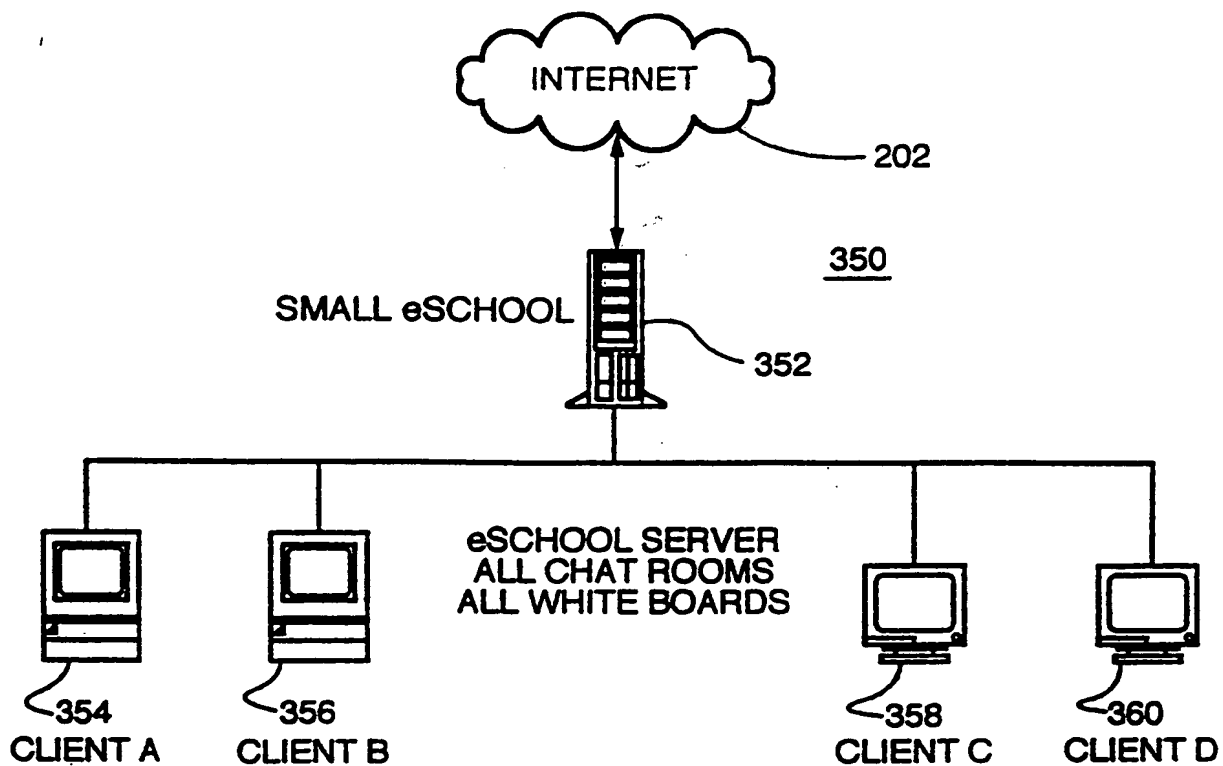 INTERNET
202
350
SMALL eSCHOOL
352
eSCHOOL SERVER
ALL CHAT ROOMS
ALL WHITE BOARDS
354
356
358
360
CLIENT A
CLIENT B
CLIENT C
CLIENT D